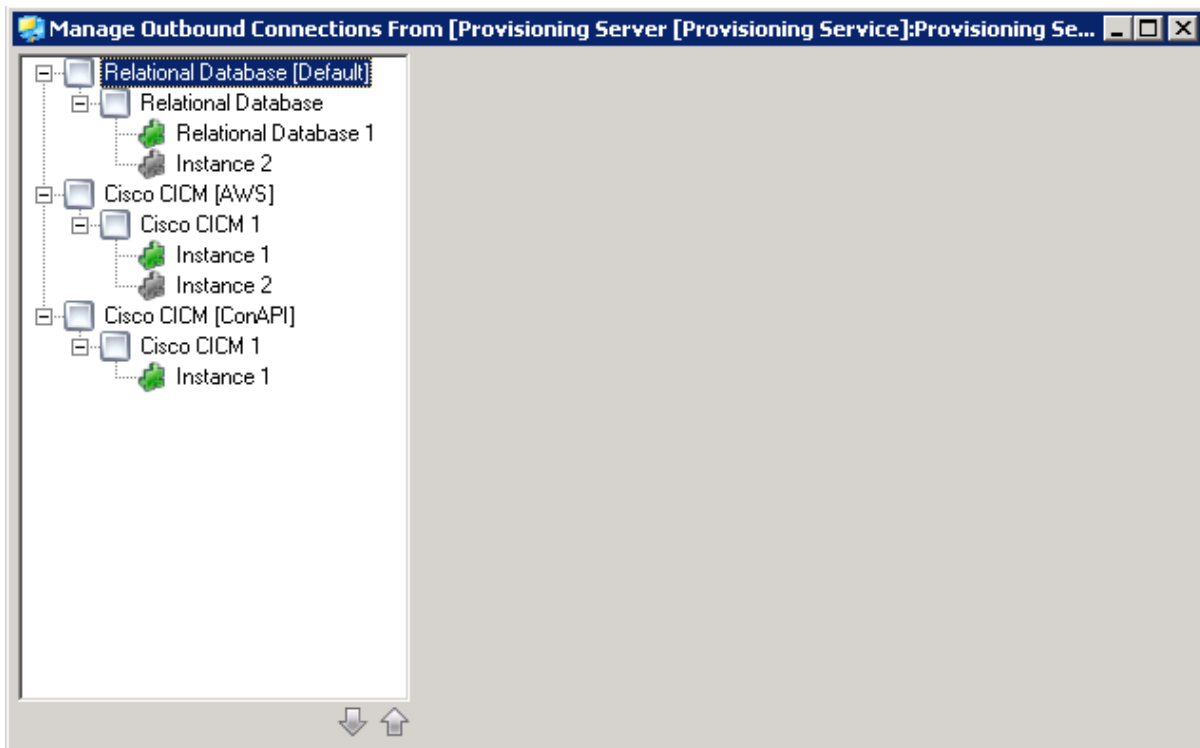 Manage Outbound Connections From [Provisioning Server [Provisioning Service]:Provisioning Se...
Relational Database [Default]
Relational Database
Relational Database 1
Instance 2
Cisco CICM [AWS]
Cisco CICM 1
Instance 1
Instance 2
Cisco CICM [ConAPI]
Cisco CICM 1
Instance 1